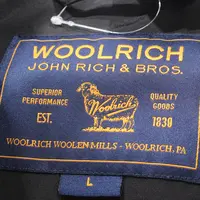 WOOLRICH
JOHN RICH & BROS.
SUPERIOR PERFORMANCE
QUALITY GOODS
Woolrich
EST.
1830
WOOLRICH WOOLEN MILLS - WOOLRICH, PA
L